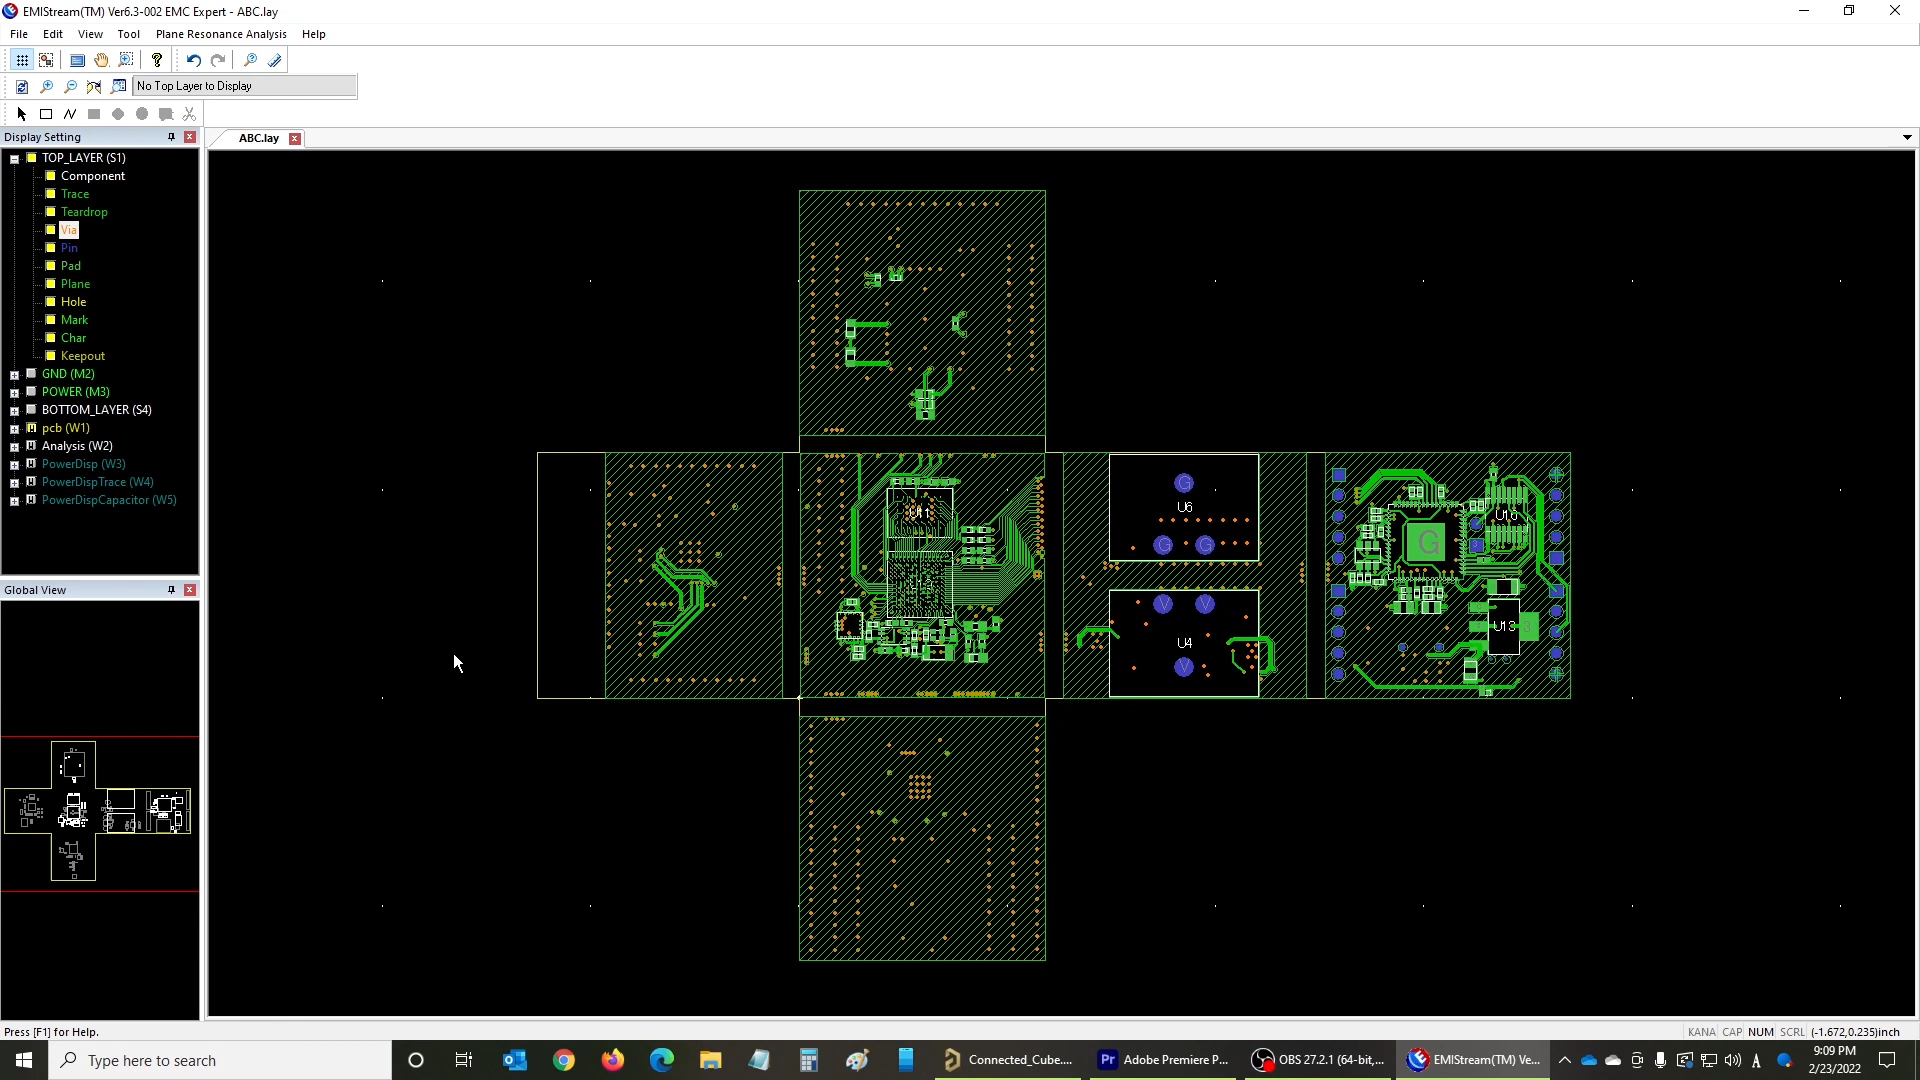 EMIStream(TM) Ver6.3-002 EMC Expert - ABC.lay
File Edit View Tool Plane Resonance Analysis Help
No Top Layer to Display
Display Setting
ABC.lay
TOP_LAYER (S1)
Component
Trace
Teardrop
Via
Pin
Pad
Plane
Hole
Mark
Char
Keepout
GND (M2)
POWER (M3)
BOTTOM_LAYER (S4)
pcb (W1)
Analysis (W2)
PowerDisp (W3)
PowerDispTrace (W4)
PowerDispCapacitor (W5)
Global View
G
U6
G G
V V
U4
V
G
U13
Press [F1] for Help.
KANA CAP NUM SCRL (-1.672,0.235)inch
Type here to search
Connected_Cube....
Pr Adobe Premiere P...
OBS 27.2.1 (64-bit,...
EMIStream(TM) Ve...
A
9:09 PM
2/23/2022